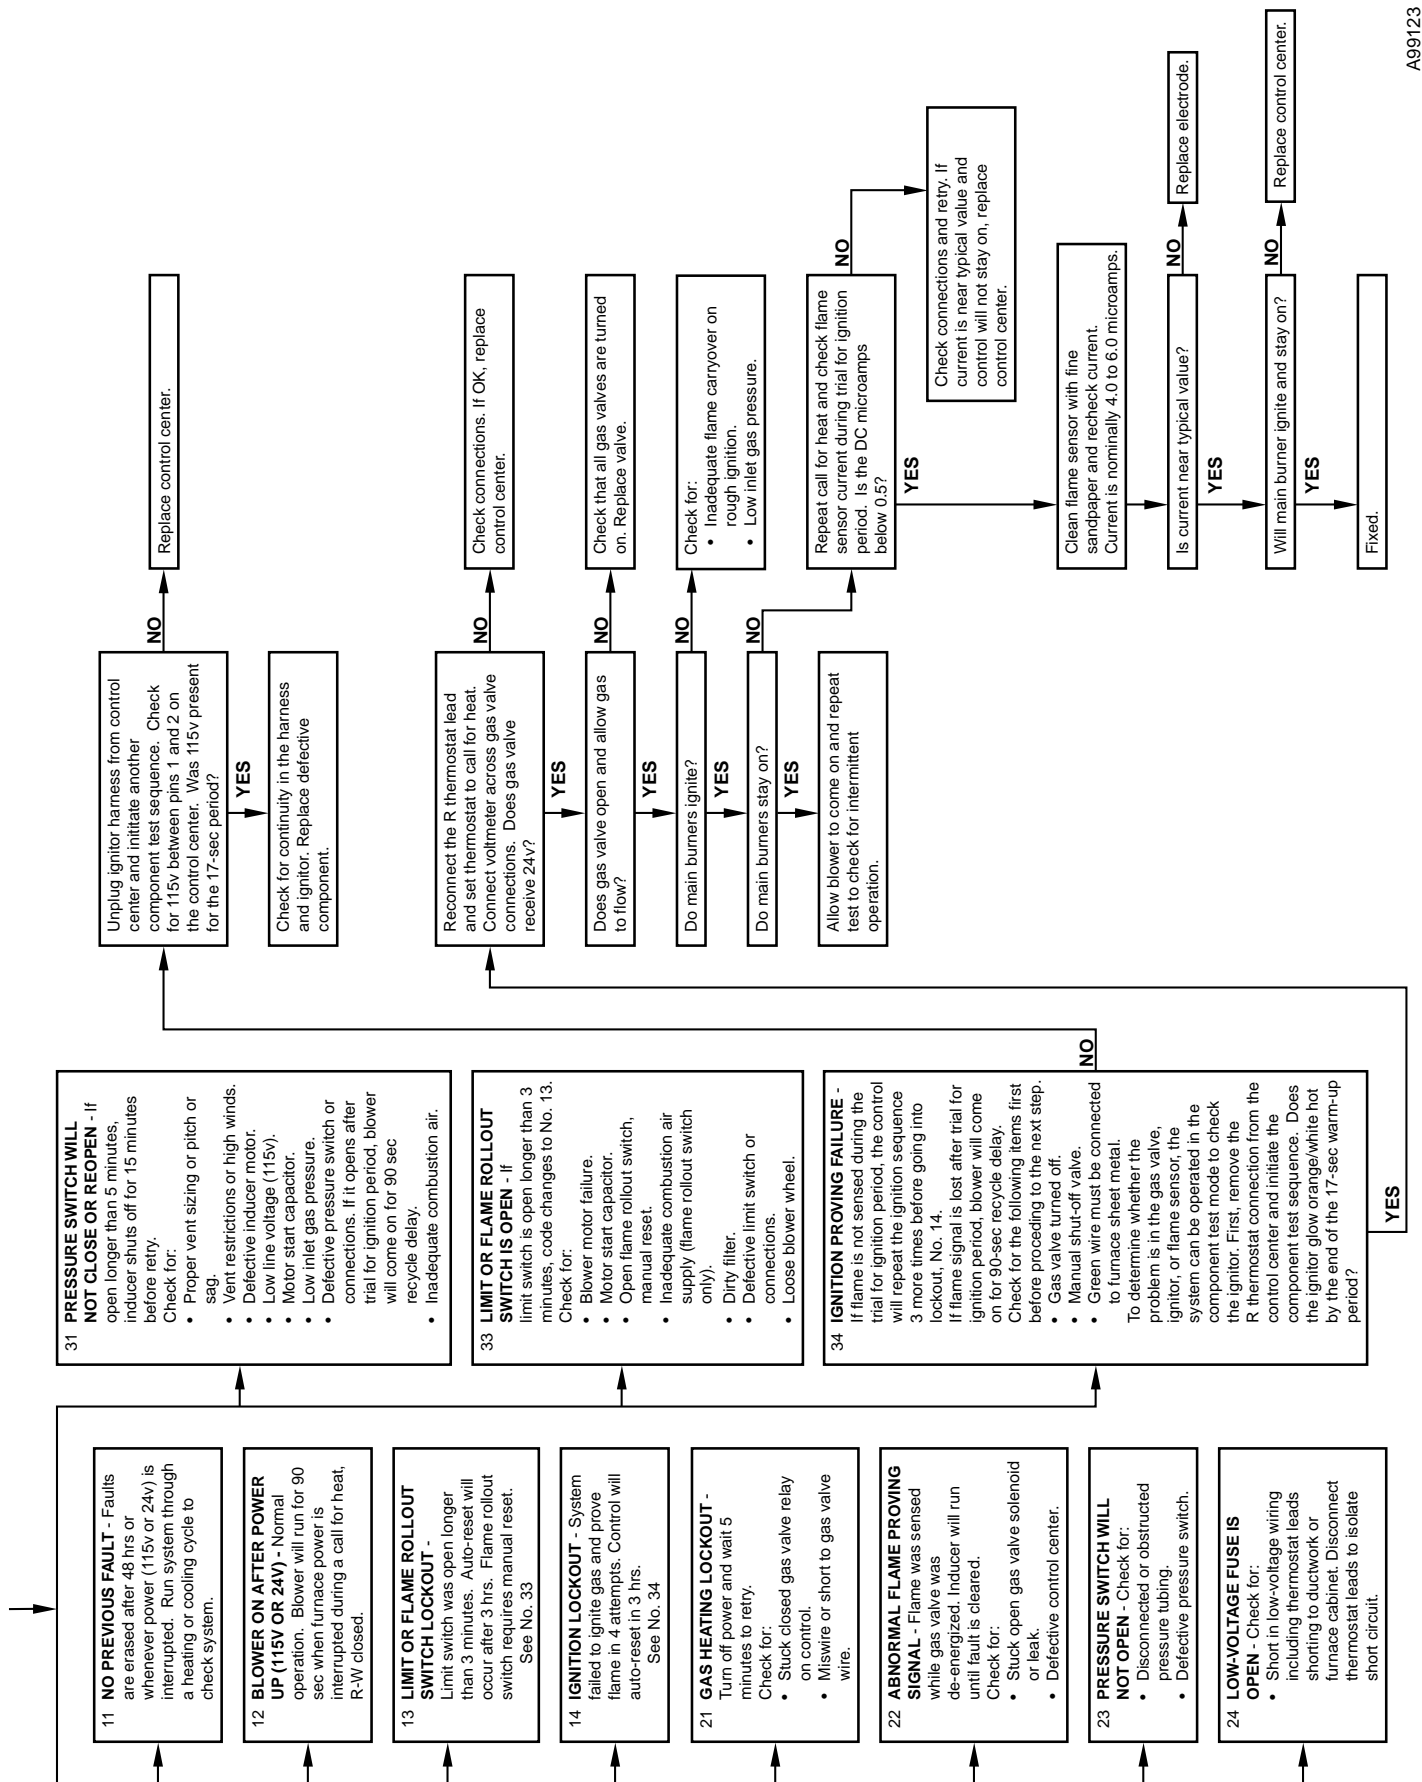 11 NO PREVIOUS FAULT - Faults
are erased after 48 hrs or
whenever power (115v or 24v) is
interrupted. Run system through
a heating or cooling cycle to
check system.
12 BLOWER ON AFTER POWER
UP (115V OR 24V) - Normal
operation. Blower will run for 90
sec when furnace power is
interrupted during a call for heat,
R-W closed.
13 LIMIT OR FLAME ROLLOUT
SWITCH LOCKOUT -
Limit switch was open longer
than 3 minutes. Auto-reset will
occur after 3 hrs. Flame rollout
switch requires manual reset.
See No. 33
14 IGNITION LOCKOUT - System
failed to ignite gas and prove
flame in 4 attempts. Control will
auto-reset in 3 hrs.
See No. 34
21 GAS HEATING LOCKOUT -
Turn off power and wait 5
minutes to retry.
Check for:
• Stuck closed gas valve relay
on control.
• Miswire or short to gas valve
wire.
22 ABNORMAL FLAME PROVING
SIGNAL - Flame was sensed
while gas valve was
de-energized. Inducer will run
until fault is cleared.
Check for:
• Stuck open gas valve solenoid
or leak.
• Defective control center.
23 PRESSURE SWITCH WILL
NOT OPEN - Check for:
• Disconnected or obstructed
pressure tubing.
• Defective pressure switch.
24 LOW-VOLTAGE FUSE IS
OPEN - Check for:
• Short in low-voltage wiring
including thermostat leads
shorting to ductwork or
furnace cabinet. Disconnect
thermostat leads to isolate
short circuit.
31 PRESSURE SWITCH WILL
NOT CLOSE OR REOPEN - If
open longer than 5 minutes,
inducer shuts off for 15 minutes
before retry.
Check for:
• Proper vent sizing or pitch or
sag.
• Vent restrictions or high winds.
• Defective inducer motor.
• Low line voltage (115v).
• Motor start capacitor.
• Low inlet gas pressure.
• Defective pressure switch or
connections. If it opens after
trial for ignition period, blower
will come on for 90 sec
recycle delay.
• Inadequate combustion air.
33 LIMIT OR FLAME ROLLOUT
SWITCH IS OPEN - If
limit switch is open longer than 3
minutes, code changes to No. 13.
Check for:
• Blower motor failure.
• Motor start capacitor.
• Open flame rollout switch,
manual reset.
• Inadequate combustion air
supply (flame rollout switch
only).
• Dirty filter.
• Defective limit switch or
connections.
• Loose blower wheel.
34 IGNITION PROVING FAILURE -
If flame is not sensed during the
trial for ignition period, the control
will repeat the ignition sequence
3 more times before going into
lockout, No. 14.
If flame signal is lost after trial for
ignition period, blower will come
on for 90-sec recycle delay.
Check for the following items first
before proceding to the next step.
• Gas valve turned off.
• Manual shut-off valve.
• Green wire must be connected
to furnace sheet metal.
To determine whether the
problem is in the gas valve,
ignitor, or flame sensor, the
system can be operated in the
component test mode to check
the ignitor. First, remove the
R thermostat connection from the
control center and initiate the
component test sequence. Does
the ignitor glow orange/white hot
by the end of the 17-sec warm-up
period?
NO
YES
Unplug ignitor harness from control
center and inititate another
component test sequence. Check
for 115v between pins 1 and 2 on
the control center. Was 115v present
for the 17-sec period?
NO
Replace control center.
YES
Check for continuity in the harness
and ignitor. Replace defective
component.
Reconnect the R thermostat lead
and set thermostat to call for heat.
Connect voltmeter across gas valve
connections. Does gas valve
receive 24v?
NO
Check connections. If OK, replace
control center.
YES
Does gas valve open and allow gas
to flow?
NO
Check that all gas valves are turned
on. Replace valve.
YES
Do main burners ignite?
NO
Check for:
• Inadequate flame carryover on
rough ignition.
• Low inlet gas pressure.
YES
Do main burners stay on?
NO
YES
Allow blower to come on and repeat
test to check for intermittent
operation.
Repeat call for heat and check flame
sensor current during trial for ignition
period. Is the DC microamps
below 0.5?
NO
Check connections and retry. If
current is near typical value and
control will not stay on, replace
control center.
YES
Clean flame sensor with fine
sandpaper and recheck current.
Current is nominally 4.0 to 6.0 microamps.
Is current near typical value?
NO
Replace electrode.
YES
Will main burner ignite and stay on?
NO
Replace control center.
YES
Fixed.
A99123